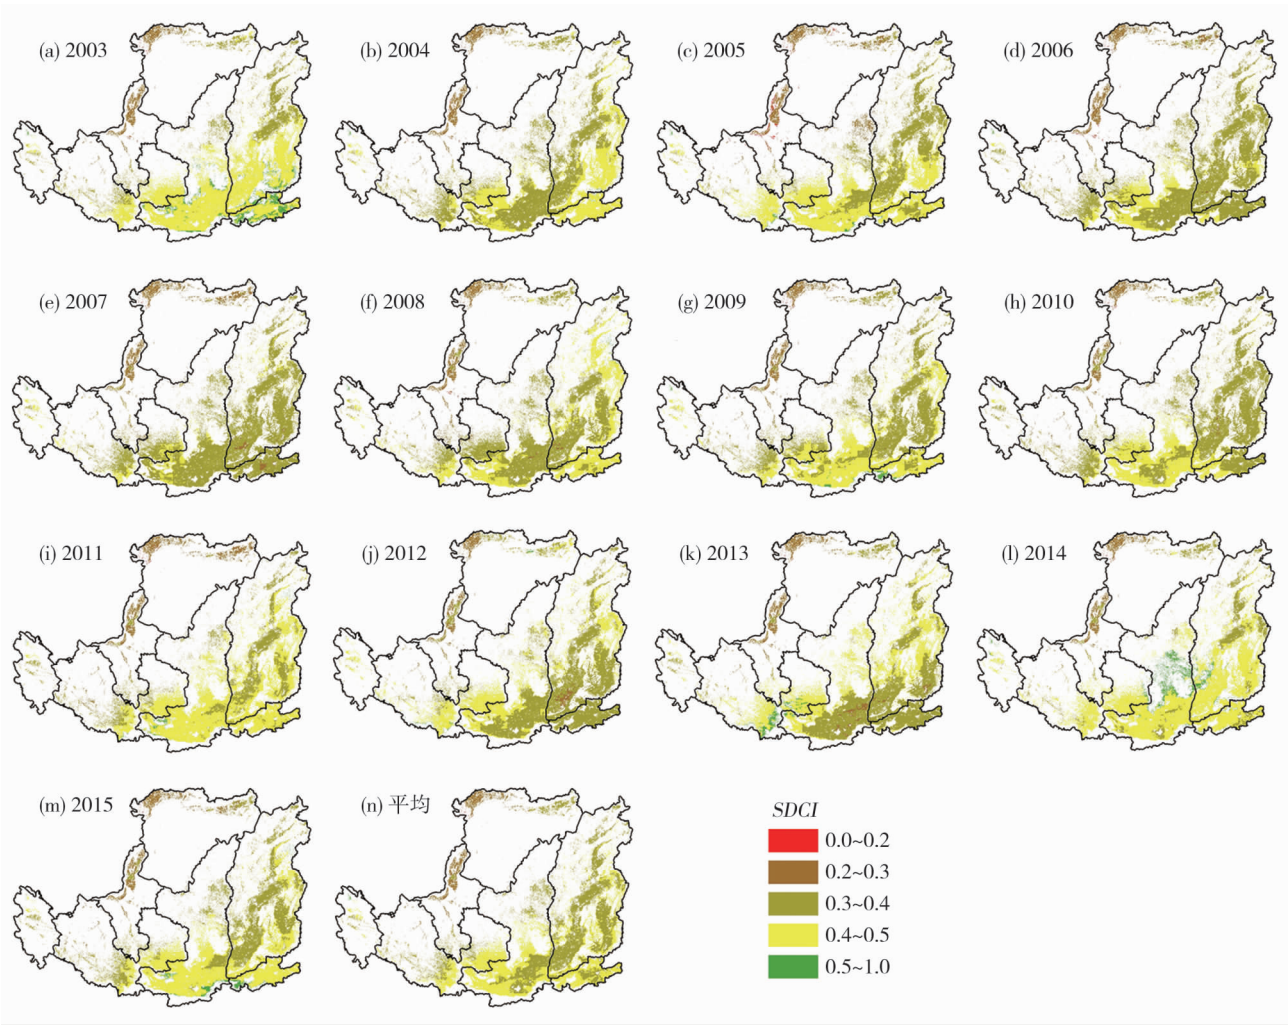 (a) 2003
(b) 2004
(c) 2005
(d) 2006
(e) 2007
(f) 2008
(g) 2009
(h) 2010
(i) 2011
(j) 2012
(k) 2013
(l) 2014
(m) 2015
(n) 平均
SDCI
0.0~0.2
0.2~0.3
0.3~0.4
0.4~0.5
0.5~1.0